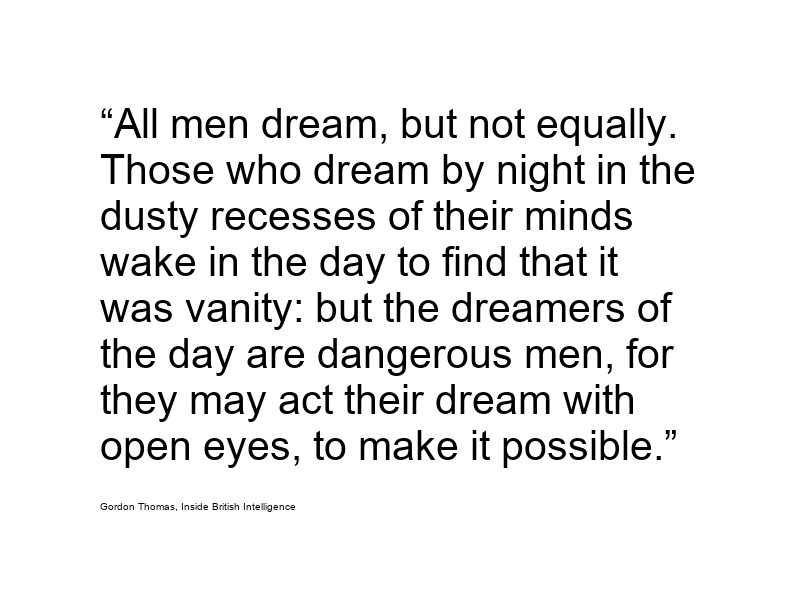 “All men dream, but not equally.
Those who dream by night in the
dusty recesses of their minds
wake in the day to find that it
was vanity: but the dreamers of
the day are dangerous men, for
they may act their dream with
open eyes, to make it possible.”
Gordon Thomas, Inside British Intelligence